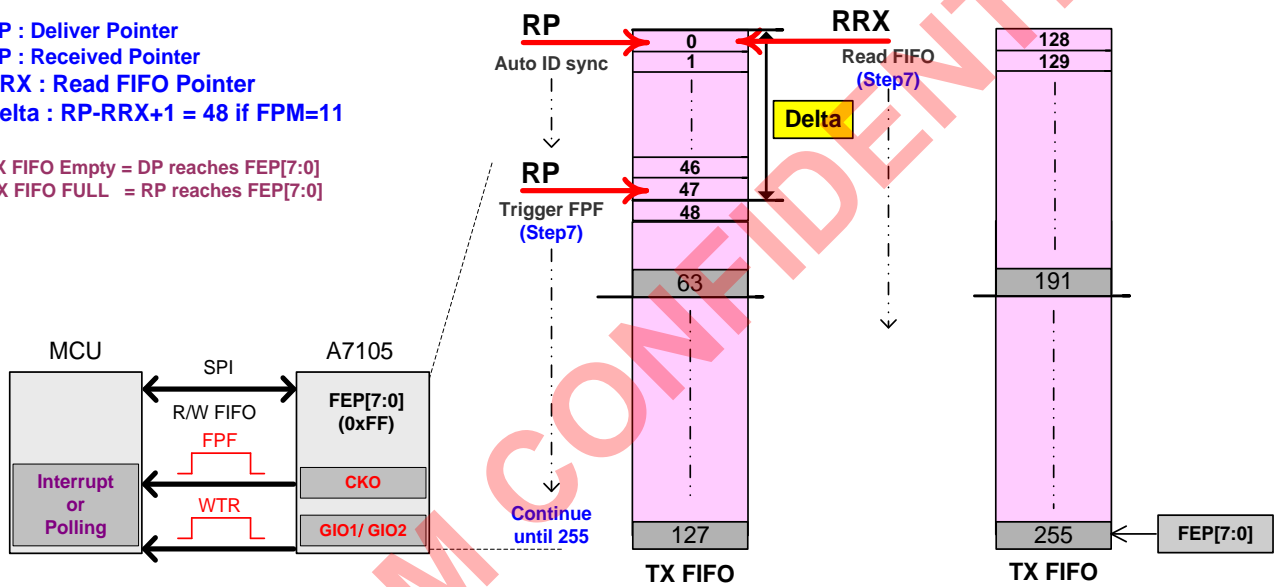 P : Deliver Pointer
P : Received Pointer
RX : Read FIFO Pointer
elta : RP-RRX+1 = 48 if FPM=11
X FIFO Empty = DP reaches FEP[7:0]
X FIFO FULL = RP reaches FEP[7:0]
RP
Auto ID sync
RP
Trigger FPF
(Step7)
Continue
until 255
0
1
46
47
48
63
127
TX FIFO
RRX
Read FIFO
(Step7)
Delta
128
129
191
255
TX FIFO
FEP[7:0]
MCU
Interrupt
or
Polling
SPI
R/W FIFO
FPF
WTR
A7105
FEP[7:0]
(0xFF)
CKO
GIO1/ GIO2
M CONFIDENT